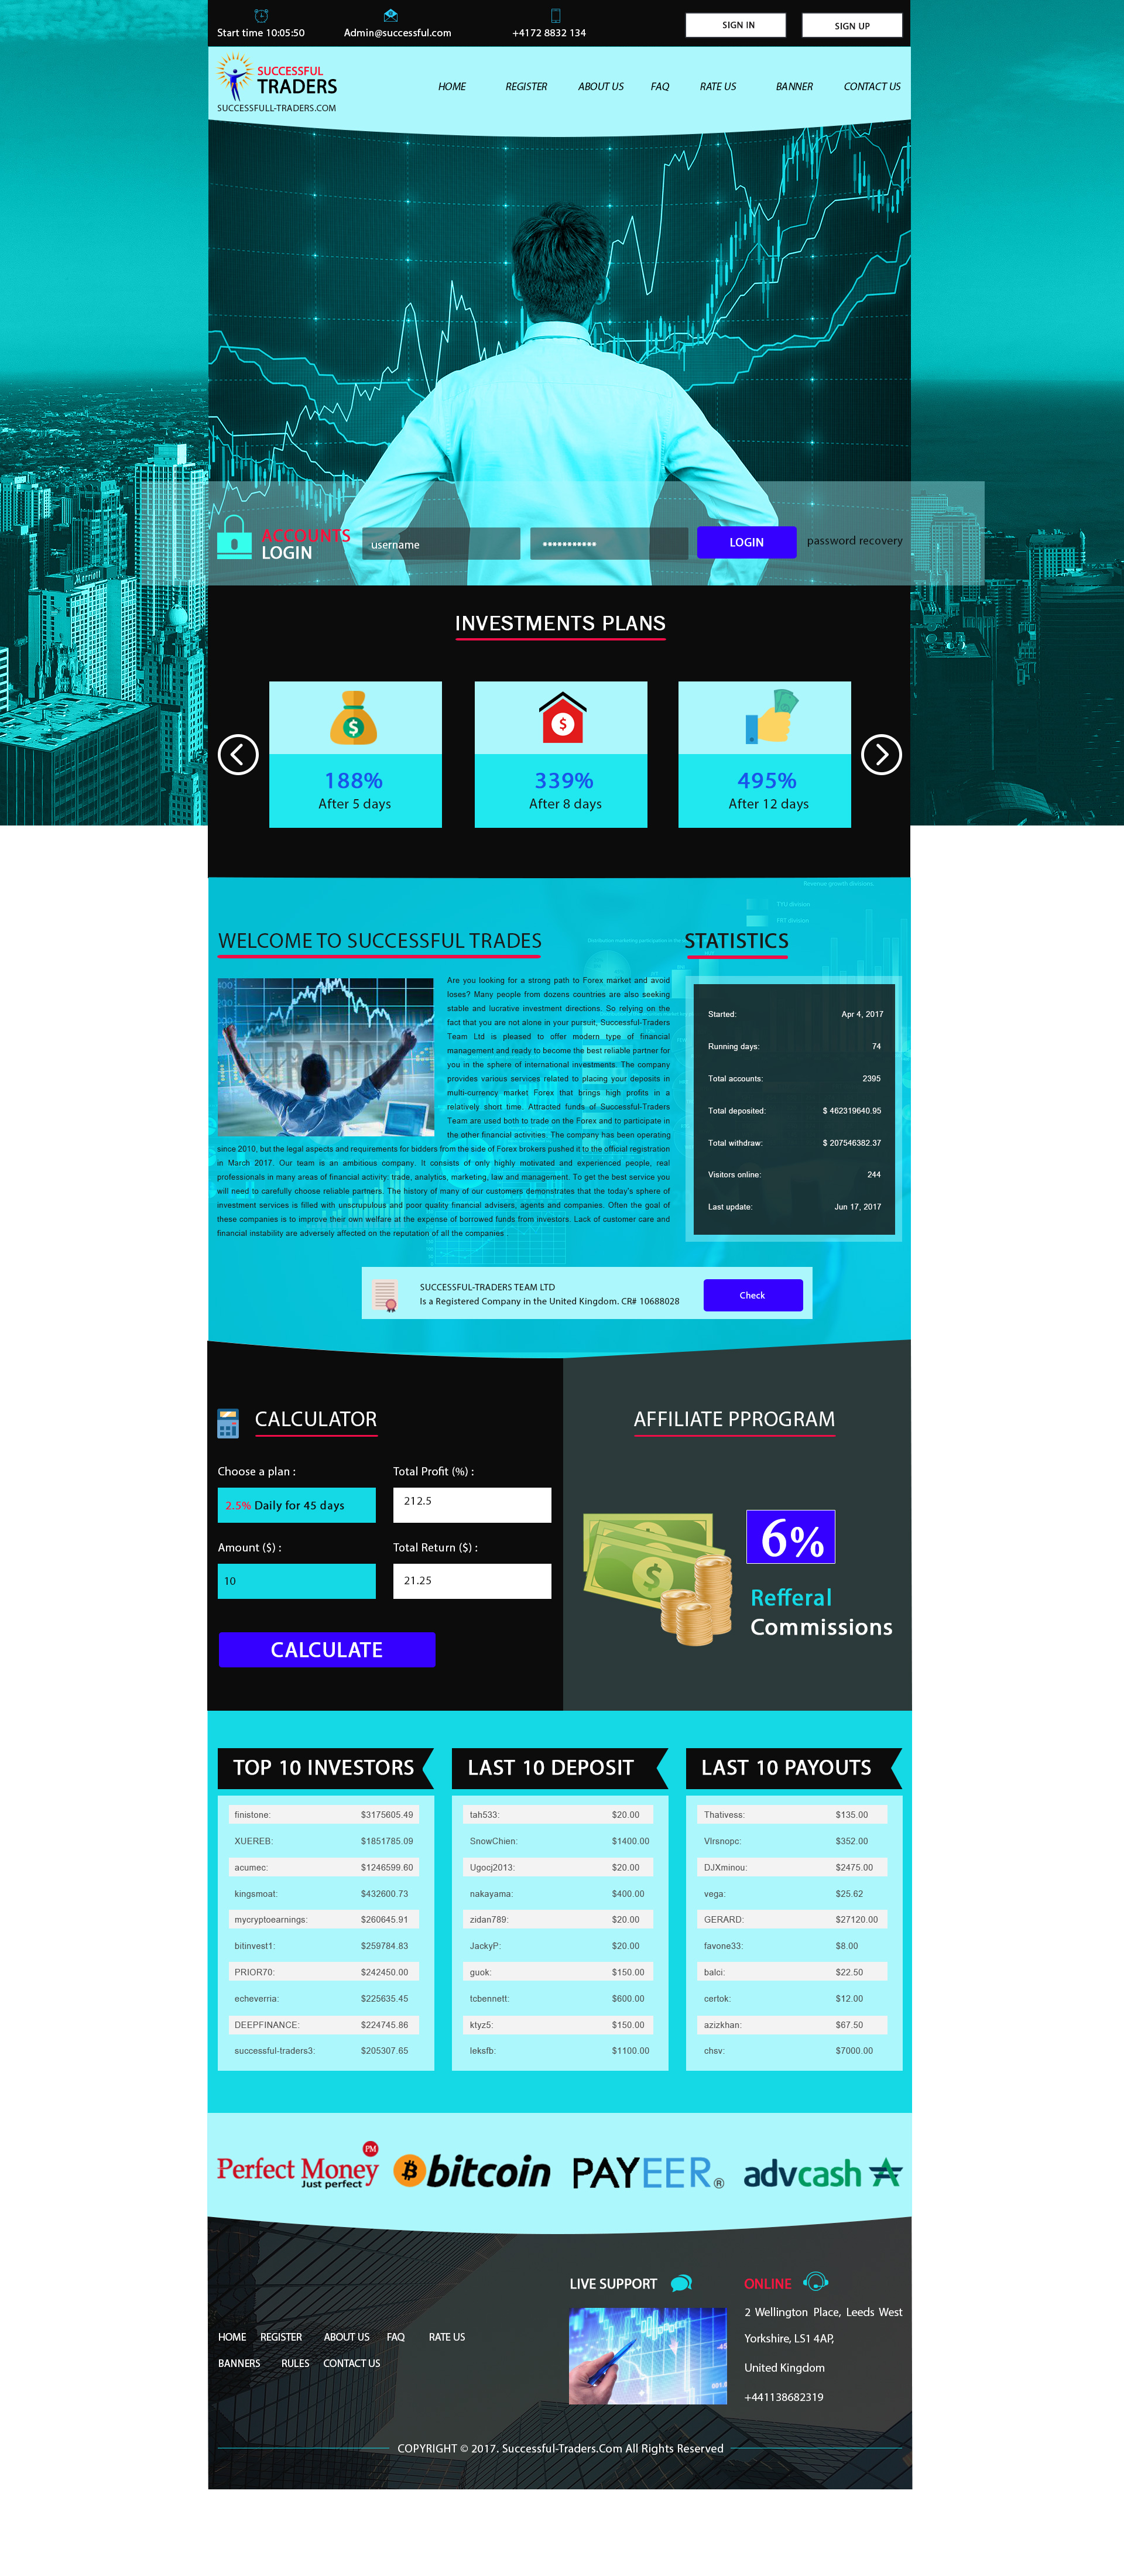 Start time 10:05:50
Admin@successful.com
+4172 8832 134
SIGN IN
SIGN UP
SUCCESSFUL
TRADERS
SUCCESSFULL-TRADERS.COM
HOME REGISTER ABOUT US FAQ RATE US BANNER CONTACT US
ACCOUNTS
LOGIN
username
LOGIN
password recovery
INVESTMENTS PLANS
188%
After 5 days
339%
After 8 days
495%
After 12 days
WELCOME TO SUCCESSFUL TRADES
Are you looking for a strong path to Forex market and avoid
loses? Many people from dozens countries are also seeking
stable and lucrative investment directions. So relying on the
fact that you are not alone in your pursuit, Successful-Traders
Team Ltd is pleased to offer modern type of financial
management and ready to become the best reliable partner for
you in the sphere of international investments. The company
provides various services related to placing your deposits in
multi-currency market Forex that brings high profits in a
relatively short time. Attracted funds of Successful-Traders
Team are used both to trade on the Forex and to participate in
the other financial activities. The company has been operating
since 2010, but the legal aspects and requirements for bidders from the side of Forex brokers pushed it to the official registration
in March 2017. Our team is an ambitious company. It consists of only highly motivated and experienced people, real
professionals in many areas of financial activity: trade, analytics, marketing, law and management. To get the best service you
will need to carefully choose reliable partners. The history of many of our customers demonstrates that the today's sphere of
investment services is filled with unscrupulous and poor quality financial advisers, agents and companies. Often the goal of
these companies is to improve their own welfare at the expense of borrowed funds from investors. Lack of customer care and
financial instability are adversely affected on the reputation of all the companies
Revenue growth divisions,
TYU division
PRT division
STATISTICS
Started: Apr 4, 2017
Running days: 74
Total accounts: 2395
Total deposited: $ 462319640.95
Total withdraw: $ 207546382.37
Visitors online: 244
Last update: Jun 17, 2017
SUCCESSFUL-TRADERS TEAM LTD
Is a Registered Company in the United Kingdom. CR# 10688028
Check
CALCULATOR
Choose a plan :
2.5% Daily for 45 days
Total Profit (%) :
212.5
Amount ($) :
10
Total Return ($) :
21.25
CALCULATE
AFFILIATE PPROGRAM
6%
Refferal
Commissions
TOP 10 INVESTORS
finistone: $3175605.49
XUEREB: $1851785.09
acumec: $1246599.60
kingsmoat: $432600.73
mycryptoearnings: $260645.91
bitinvest1: $259784.83
PRIOR70: $242450.00
echeverria: $225635.45
DEEPFINANCE: $224745.86
successful-traders3: $205307.65
LAST 10 DEPOSIT
tah533: $20.00
SnowChien: $1400.00
Ugocj2013: $20.00
nakayama: $400.00
zidan789: $20.00
JackyP: $20.00
guok: $150.00
tcbennett: $600.00
ktyz5: $150.00
leksfb: $1100.00
LAST 10 PAYOUTS
Thativess: $135.00
VIrsnopc: $352.00
DJXminou: $2475.00
vega: $25.62
GERARD: $27120.00
favone33: $8.00
balci: $22.50
certok: $12.00
azizkhan: $67.50
chsv: $7000.00
PM
Perfect Money
Just perfect
bitcoin
PAYEER®
advcash
HOME REGISTER ABOUT US FAQ RATE US
BANNERS RULES CONTACT US
LIVE SUPPORT
ONLINE
2 Wellington Place, Leeds West
Yorkshire, LS1 4AP,
United Kingdom
+441138682319
COPYRIGHT © 2017. Successful-Traders.Com All Rights Reserved